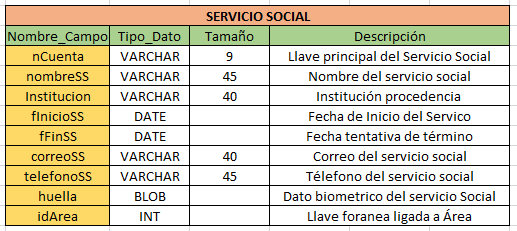 SERVICIO SOCIAL
Nombre_Campo Tipo_Dato Tamaño Descripción
nCuenta VARCHAR 9 Llave principal del Servicio Social
nombreSS VARCHAR 45 Nombre del servicio social
Institucion VARCHAR 40 Institución procedencia
fInicioSS DATE Fecha de Inicio del Servico
fFinSS DATE Fecha tentativa de término
correoSS VARCHAR 40 Correo del servicio social
telefonoSS VARCHAR 45 Télefono del servicio social
huella BLOB Dato biometrico del servicio Social
idArea INT Llave foranea ligada a Área